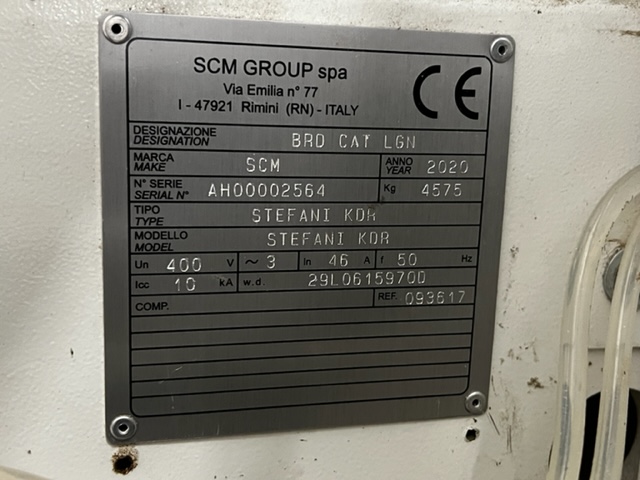 SCM GROUP spa
Via Emilia n° 77
I - 47921 Rimini (RN) - ITALY
CE
DESIGNAZIONE
DESIGNATION
BRD CAT LGN
MARCA
MAKE
SCM
ANNO
YEAR
2020
N° SERIE
SERIAL N°
AH00002564
Kg
4575
TIPO
TYPE
STEFANI KDR
MODELLO
MODEL
STEFANI KDR
Un 400 V ~ 3 In 46 A f 50 Hz
Icc 10 kA w.d. 29L0615970D
COMP.
REF. 093617